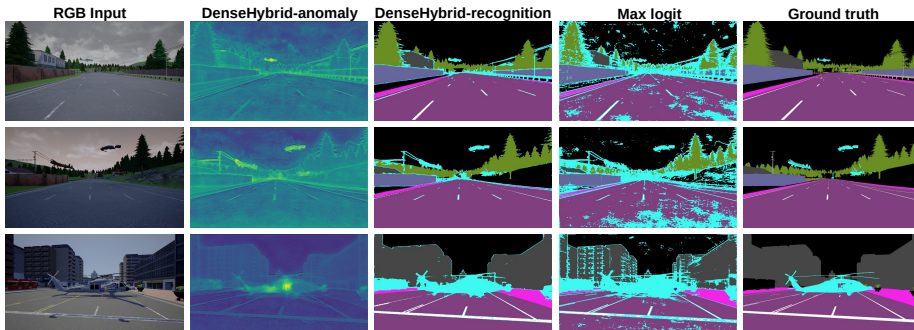 RGB Input
DenseHybrid-anomaly
DenseHybrid-recognition
Max logit
Ground truth